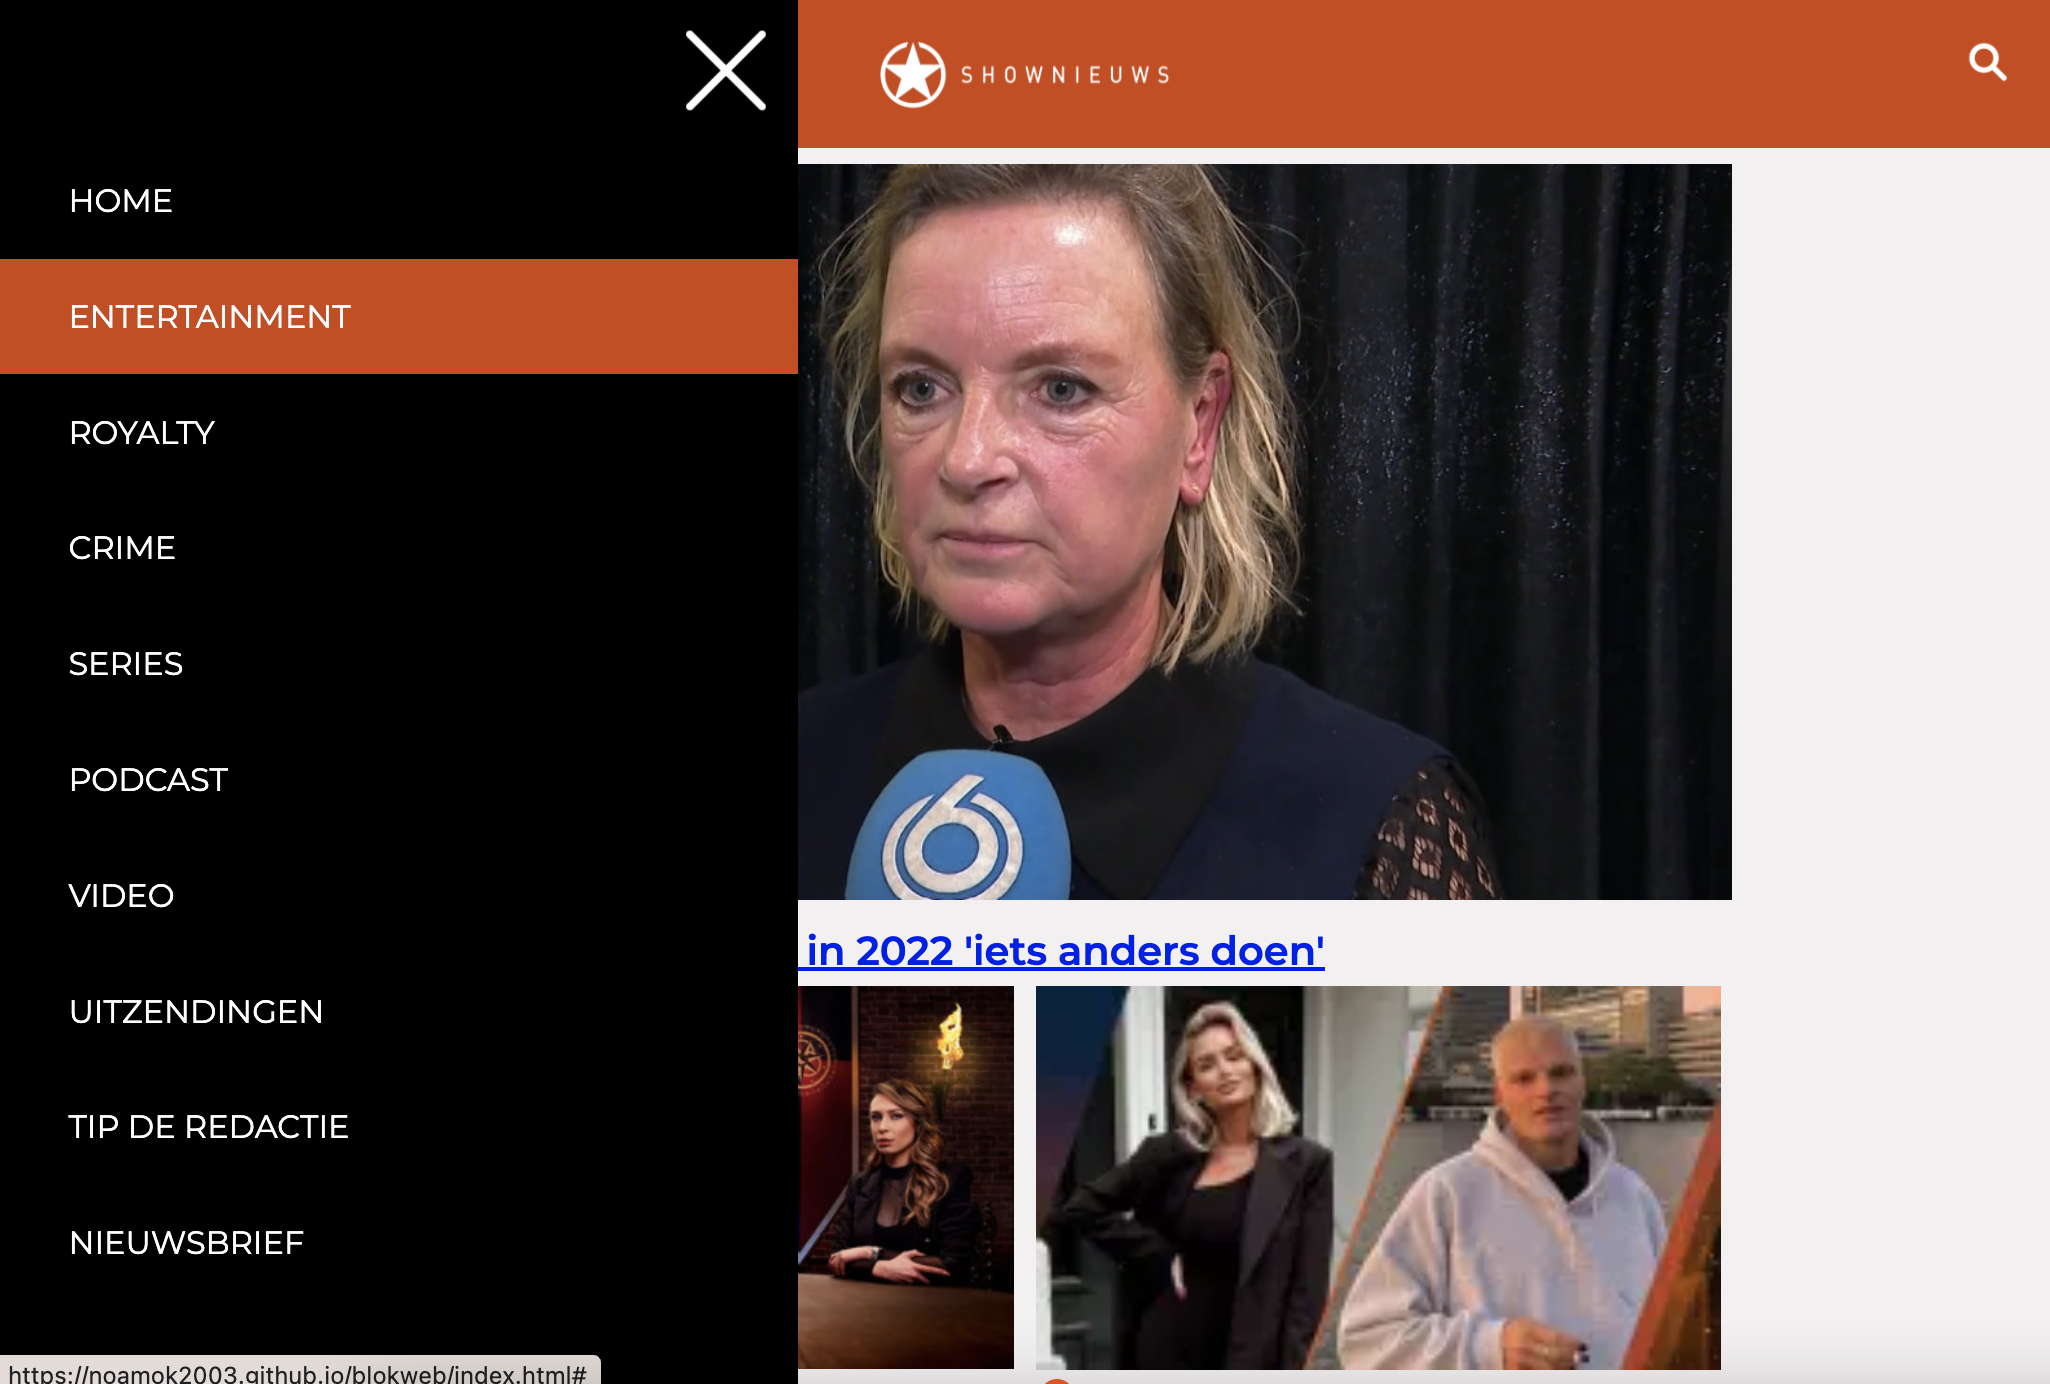 SHOWNIEUWS
HOME
ENTERTAINMENT
ROYALTY
CRIME
SERIES
PODCAST
VIDEO
UITZENDINGEN
TIP DE REDACTIE
NIEUWSBRIEF
6
in 2022 'iets anders doen'
https://noamok2003.github.io/blokweb/index.html#